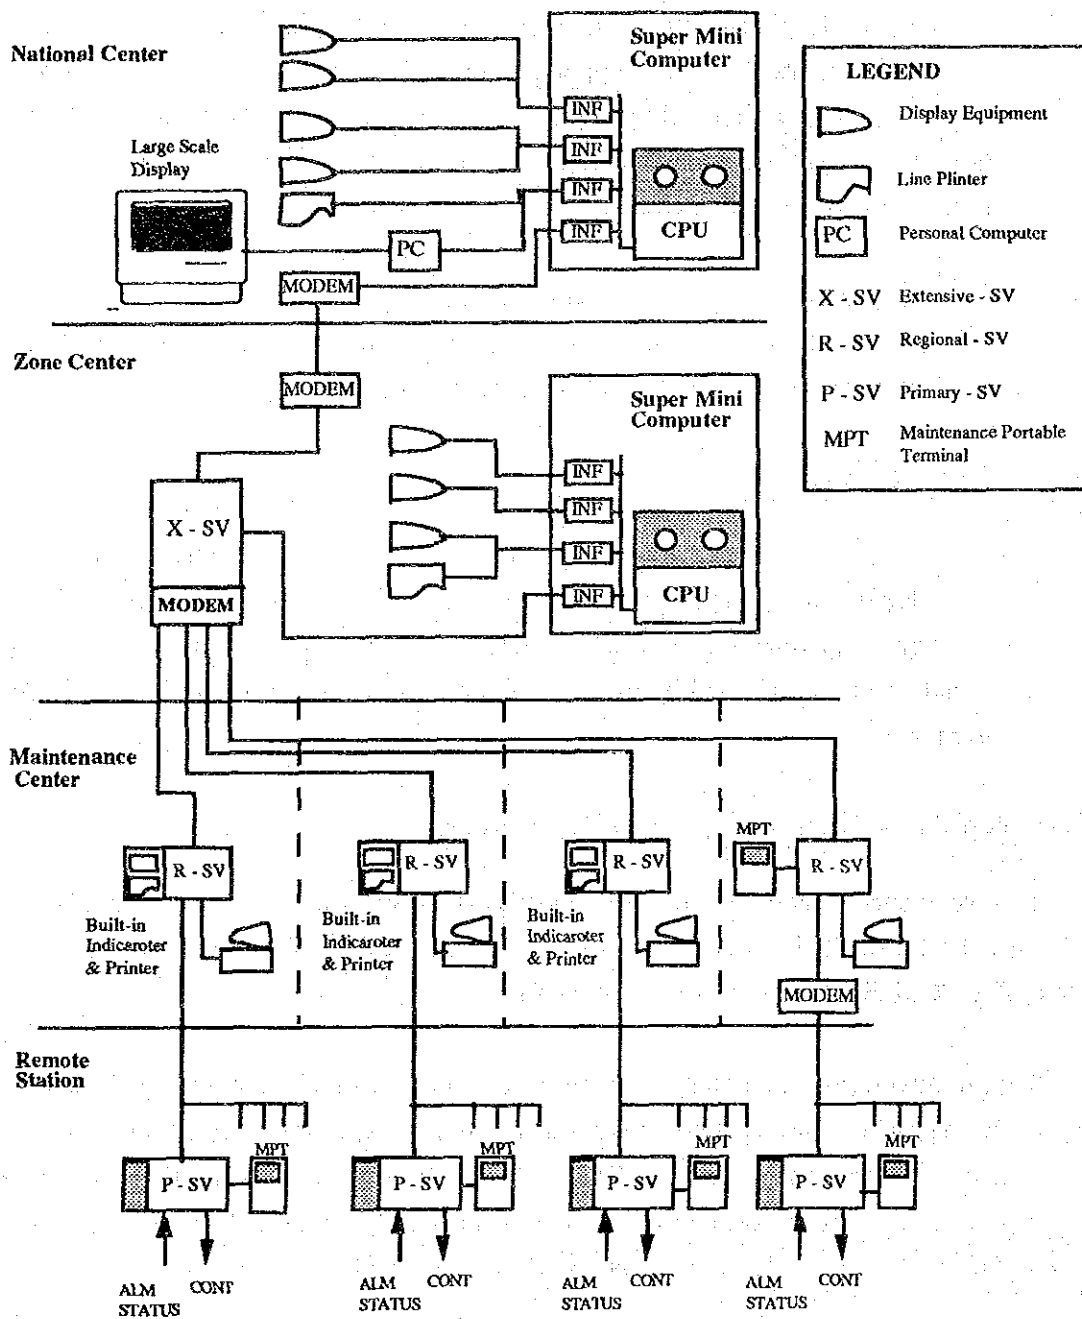 National Center
Super Mini
Computer
INF
INF
INF
INF
CPU
Large Scale
Display
PC
MODEM
LEGEND
Display Equipment
Line Plinter
PC Personal Computer
X - SV Extensive - SV
R - SV Regional - SV
P - SV Primary - SV
MPT Maintenance Portable
Terminal
Zone Center
MODEM
Super Mini
Computer
INF
INF
INF
INF
CPU
X - SV
MODEM
Maintenance
Center
R - SV
Built-in
Indicaroter
& Printer
R - SV
Built-in
Indicaroter
& Printer
R - SV
Built-in
Indicaroter
& Printer
MPT
R - SV
MODEM
Remote
Station
MPT
P - SV
ALM
STATUS
CONT
MPT
P - SV
ALM
STATUS
CONT
MPT
P - SV
ALM
STATUS
CONT
MPT
P - SV
ALM
STATUS
CONT